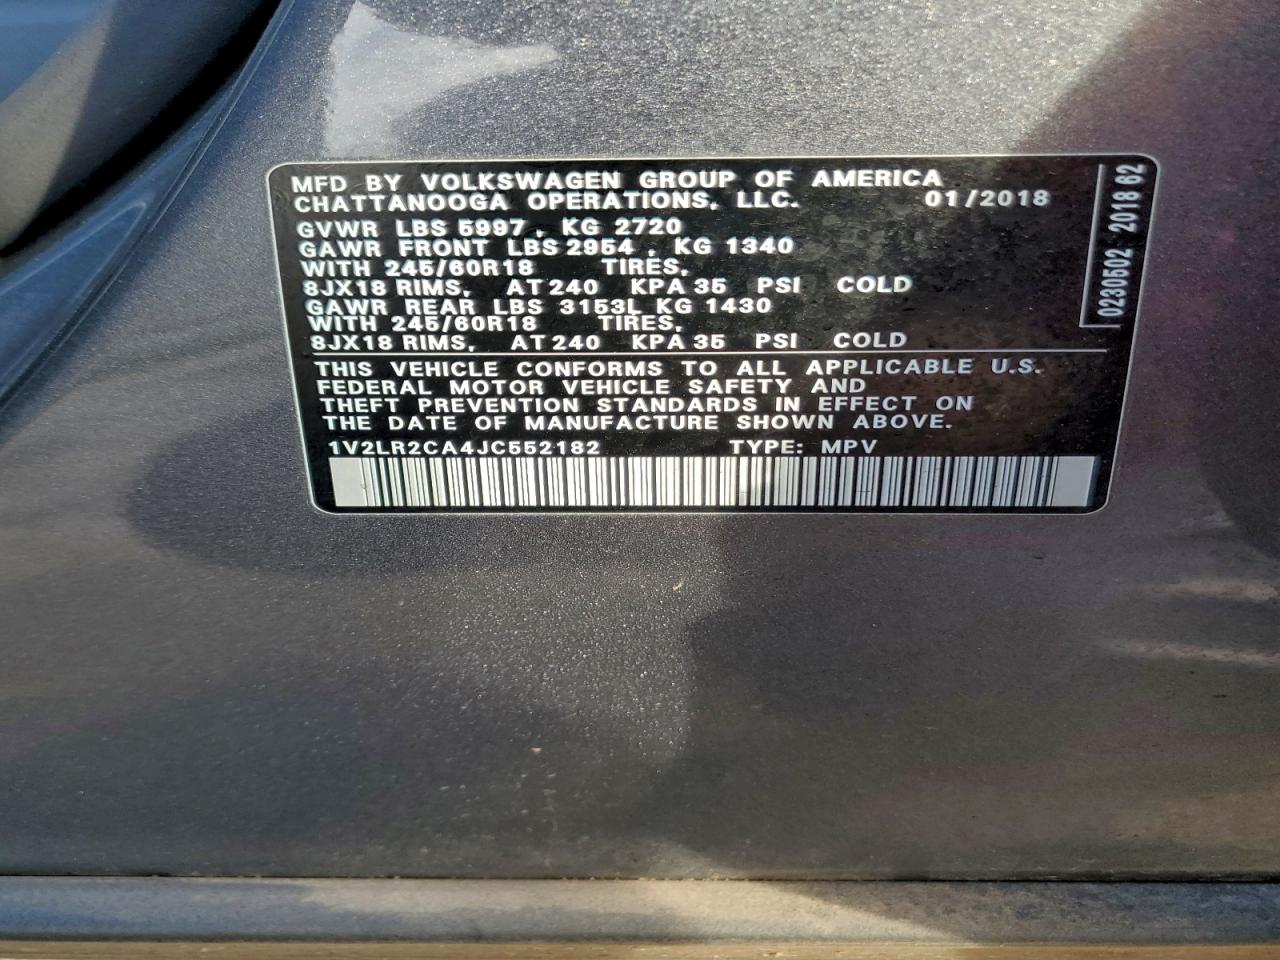 MFD BY VOLKSWAGEN GROUP OF AMERICA
CHATTANOOGA OPERATIONS, LLC. 01/2018
GVWR LBS 5997 , KG 2720
GAWR FRONT LBS 2954 , KG 1340
WITH 245/60R18 TIRES,
8JX18 RIMS, AT 240 KPA 35 PSI COLD
GAWR REAR LBS 3153L KG 1430
WITH 245/60R18 TIRES,
8JX18 RIMS, AT 240 KPA 35 PSI COLD
THIS VEHICLE CONFORMS TO ALL APPLICABLE U.S.
FEDERAL MOTOR VEHICLE SAFETY AND
THEFT PREVENTION STANDARDS IN EFFECT ON
THE DATE OF MANUFACTURE SHOWN ABOVE.
1V2LR2CA4JC552182 TYPE: MPV
0230502 2018 62